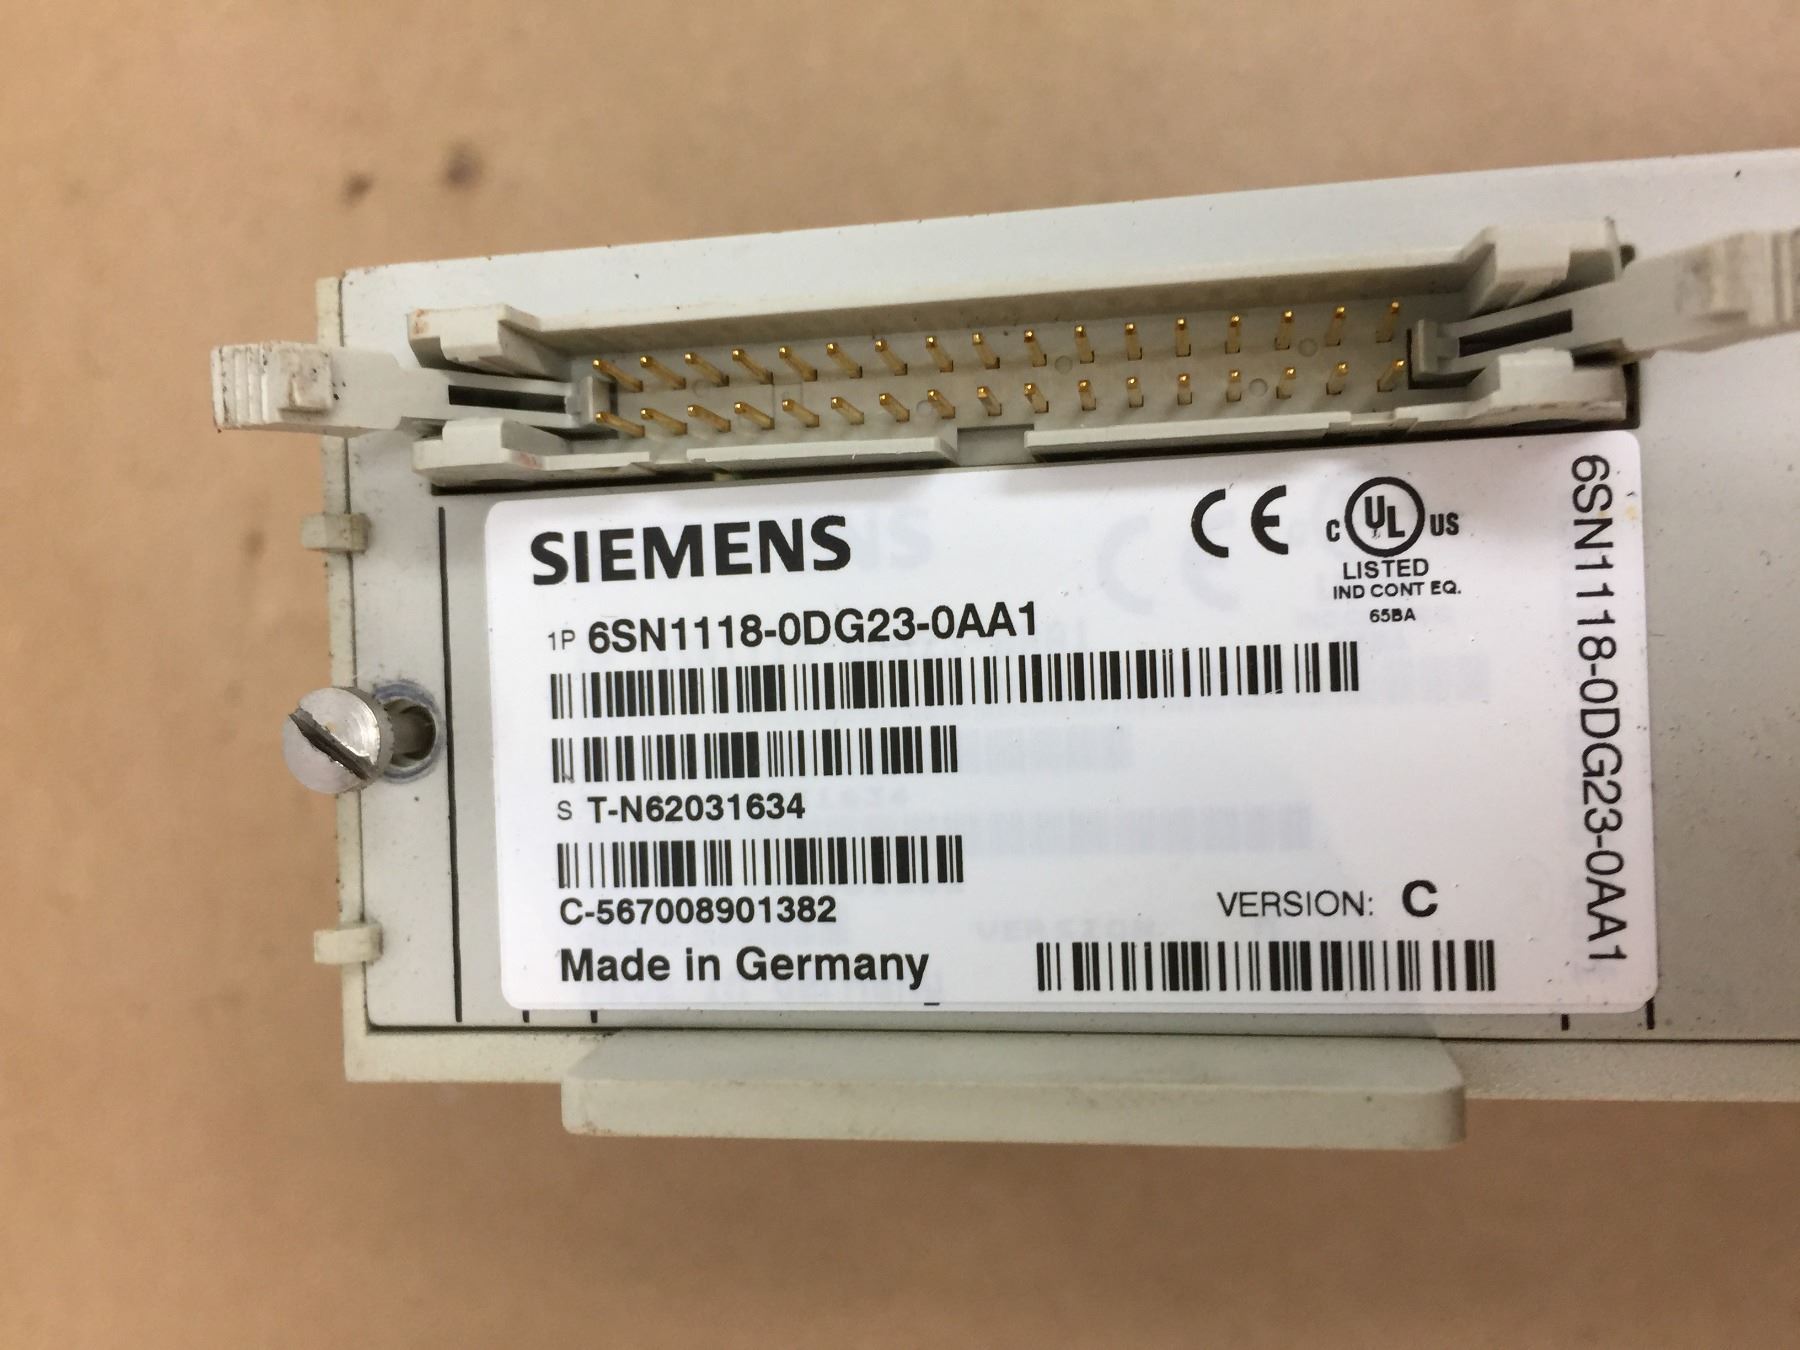 SIEMENS
CE
C UL US
LISTED
IND CONT EQ.
65BA
1P 6SN1118-0DG23-0AA1
S T-N62031634
C-567008901382
VERSION: C
Made in Germany
6SN1118-0DG23-0AA1